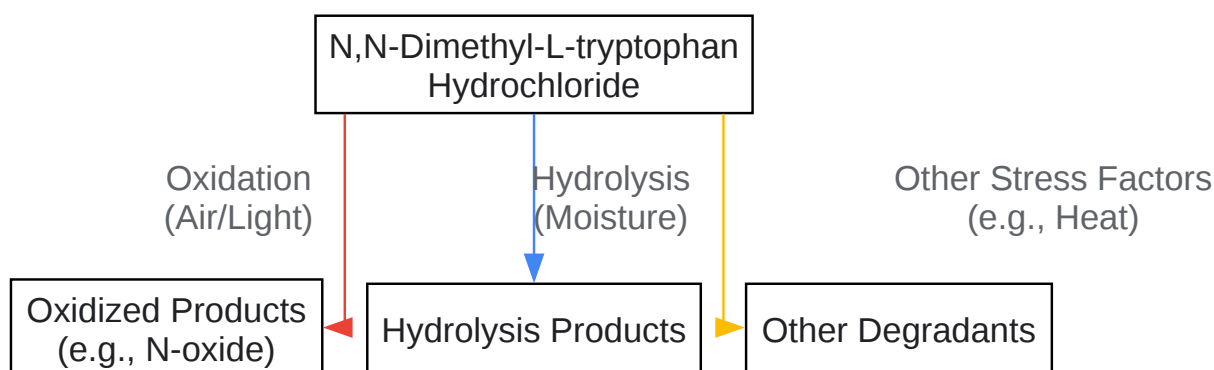 N,N-Dimethyl-L-tryptophan
Hydrochloride
Oxidation
(Air/Light)
Hydrolysis
(Moisture)
Other Stress Factors
(e.g., Heat)
Oxidized Products
(e.g., N-oxide)
Hydrolysis Products
Other Degradants